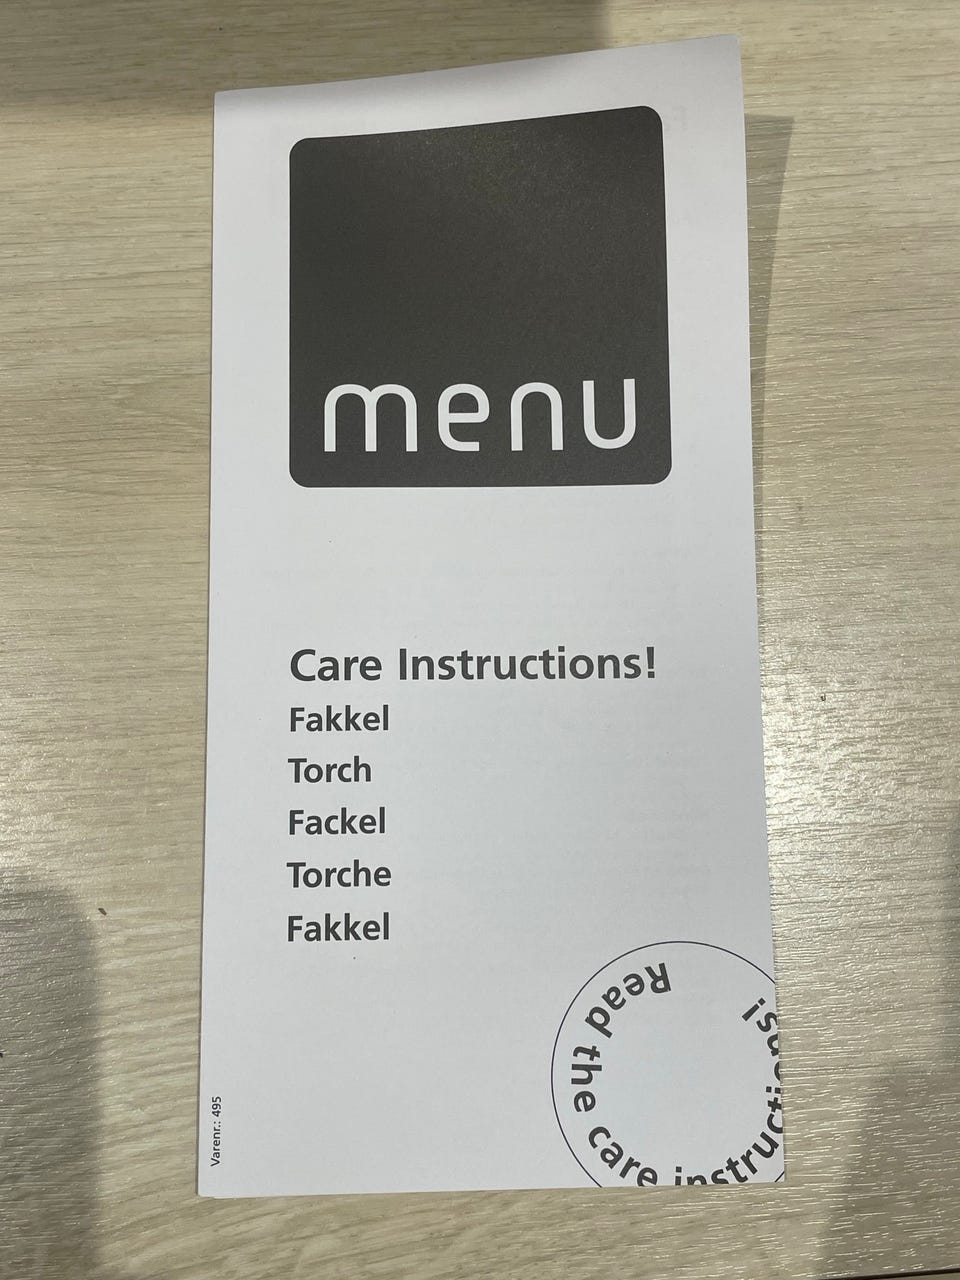 menu
Care Instructions!
Fakkel
Torch
Fackel
Torche
Fakkel
Read the care instructions!
Varenr.: 495